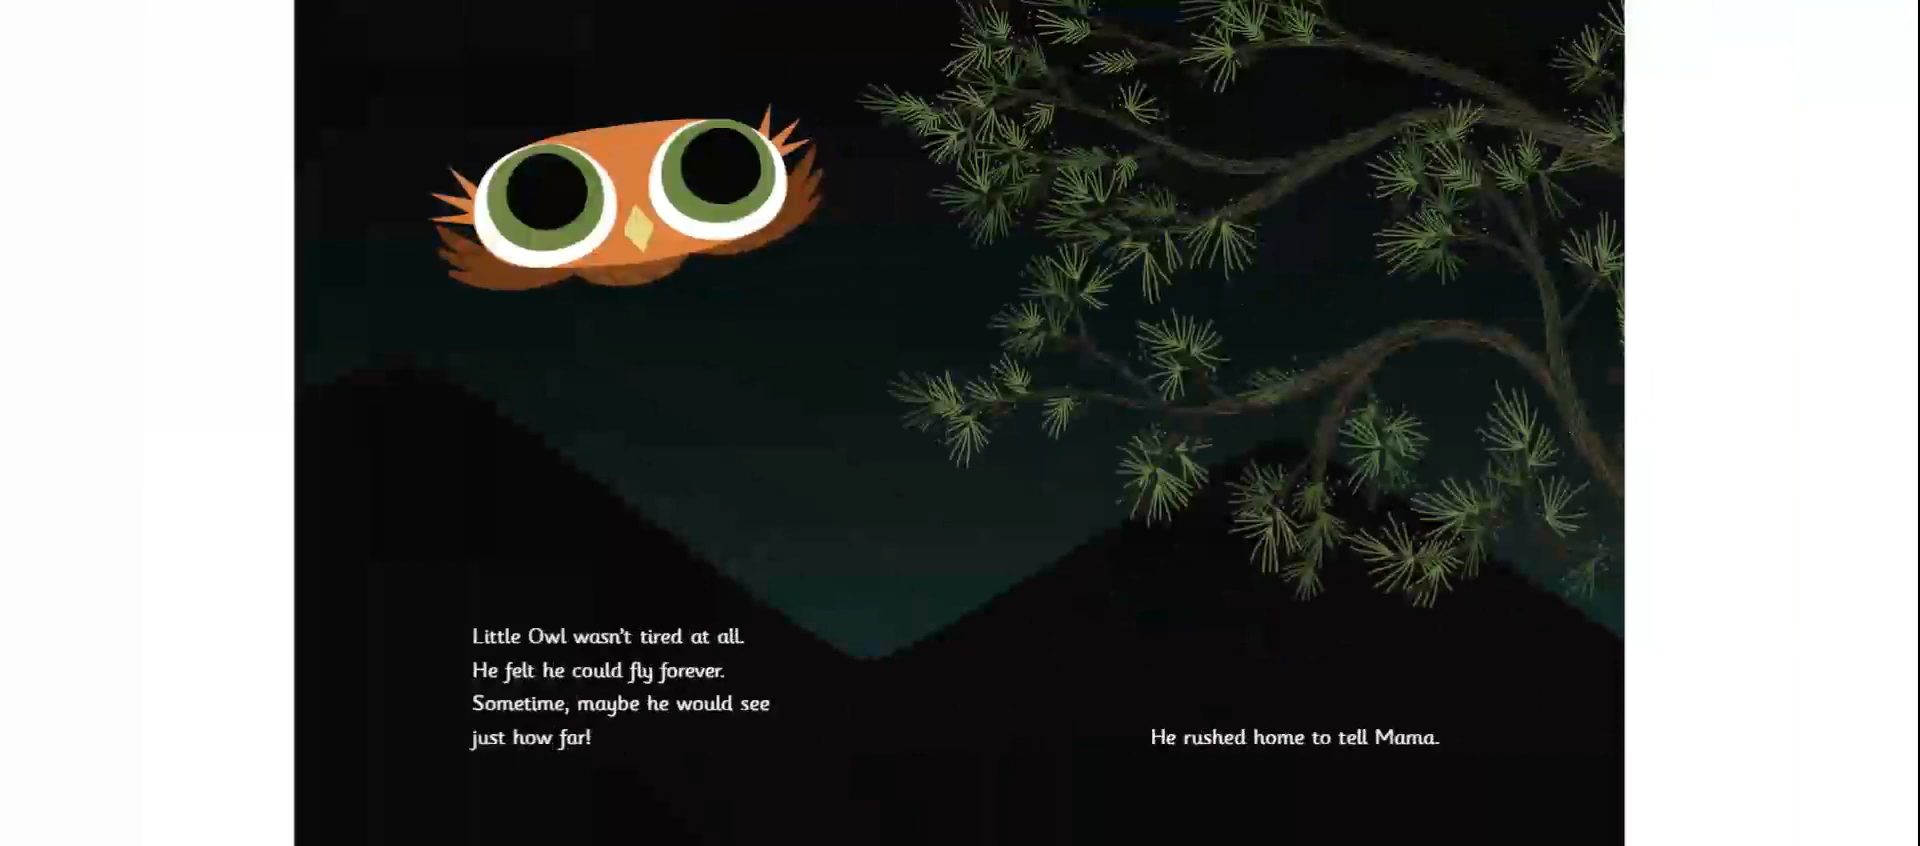 Little Owl wasn't tired at all.
He felt he could fly forever.
Sometime, maybe he would see
just how far!
He rushed home to tell Mama.